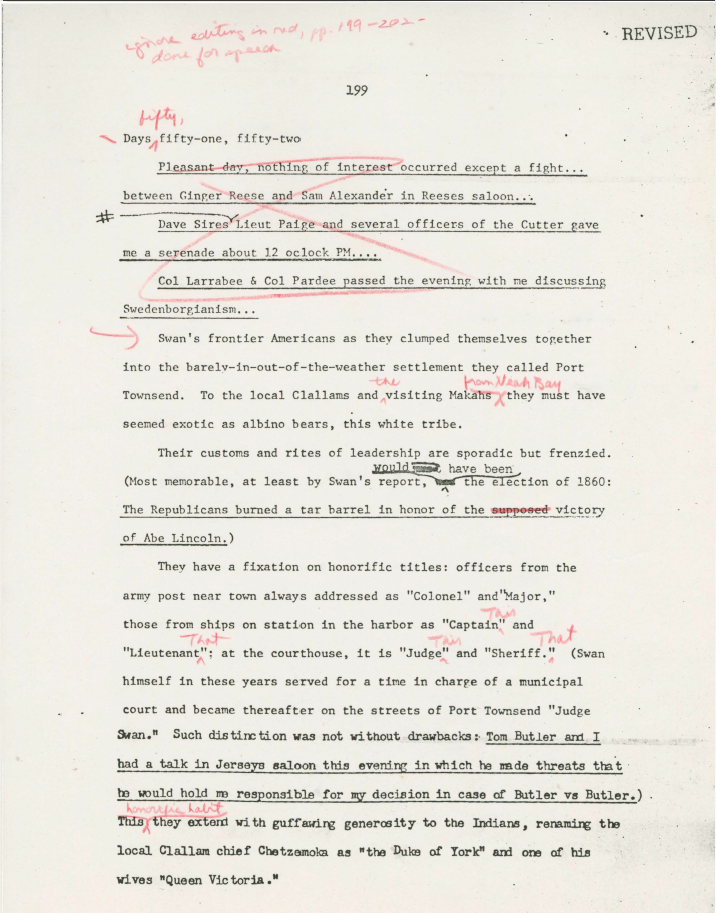 ignore editing in red, pp. 199-202-
done for speech
REVISED
199
fifty,
Days fifty-one, fifty-two
Pleasant day, nothing of interest occurred except a fight...
between Ginger Reese and Sam Alexander in Reeses saloon...
#
Dave Sires Lieut Paige and several officers of the Cutter gave
me a serenade about 12 oclock PM....
Col Larrabee & Col Pardee passed the evening with me discussing
Swedenborgianism...
Swan's frontier Americans as they clumped themselves together
into the barely-in-out-of-the-weather settlement they called Port
the from Neah Bay
Townsend. To the local Clallams and visiting Makahs they must have
seemed exotic as albino bears, this white tribe.
Their customs and rites of leadership are sporadic but frenzied.
would have been
(Most memorable, at least by Swan's report, the election of 1860:
The Republicans burned a tar barrel in honor of the supposed victory
of Abe Lincoln.)
They have a fixation on honorific titles: officers from the
army post near town always addressed as "Colonel" and "Major,"
This
those from ships on station in the harbor as "Captain" and
That This That
"Lieutenant"; at the courthouse, it is "Judge" and "Sheriff." (Swan
himself in these years served for a time in charge of a municipal
court and became thereafter on the streets of Port Townsend "Judge
Swan." Such distinction was not without drawbacks: Tom Butler and I
had a talk in Jerseys saloon this evening in which he made threats that
he would hold me responsible for my decision in case of Butler vs Butler.)
honorific habit
This they extend with guffawing generosity to the Indians, renaming the
local Clallam chief Chetzemoka as "the Duke of York" and one of his
wives "Queen Victoria."